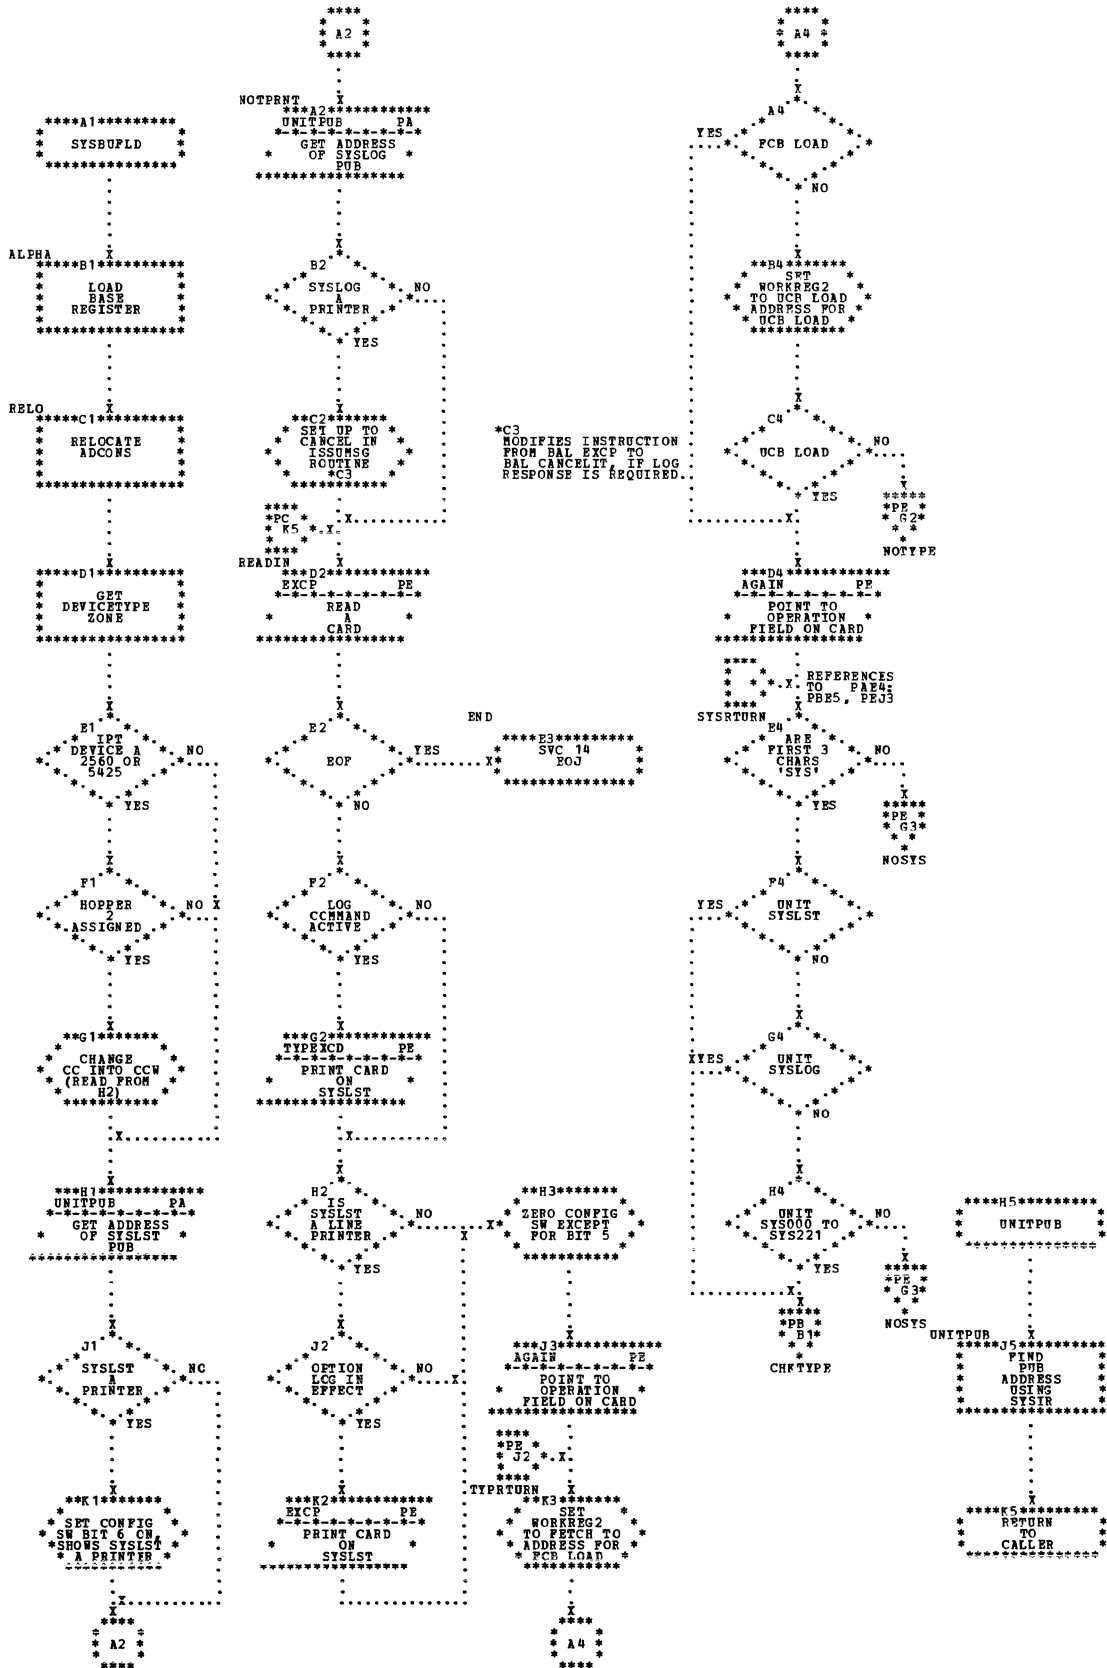 A2
A4
NOTPRNT
A1
SYSBUFLD
A2
UNITPUB PA
GET ADDRESS
OF SYSLOG
PUB
A4
YES
FCB LOAD
NO
ALPHA
B1
LOAD
BASE
REGISTER
B2
SYSLOG
A
PRINTER
NO
YES
B4
SET
WORKREG2
TO UCB LOAD
ADDRESS FOR
UCB LOAD
RELO
C1
RELOCATE
ADCONS
C2
SET UP TO
CANCEL IN
ISSUMSG
ROUTINE
*C3
*C3
MODIFIES INSTRUCTION
FROM BAL EXCP TO
BAL CANCELIT, IF LOG
RESPONSE IS REQUIRED.
C4
UCB LOAD
NO
YES
PE
G2
NOTYPE
PC
K5
READIN
D1
GET
DEVICETYPE
ZONE
D2
EXCP PE
READ
A
CARD
D4
AGAIN PE
POINT TO
OPERATION
FIELD ON CARD
REFERENCES
TO PAE4:
PBE5, PEJ3
SYSRTURN
E1
IPT
DEVICE A
2560 OR
5425
NO
YES
E2
EOF
YES
NO
END
E3
SVC 14
EOJ
E4
ARE
FIRST 3
CHARS
'SYS'
NO
YES
PE
G3
NOSYS
F1
HOPPER
2
ASSIGNED
NO
YES
F2
LOG
CCMMAND
ACTIVE
NO
YES
F4
YES
UNIT
SYSLST
NO
G1
CHANGE
CC INTO CCW
(READ FROM
H2)
G2
TYPEXCD PE
PRINT CARD
ON
SYSLST
G4
YES
UNIT
SYSLOG
NO
H1
UNITPUB PA
GET ADDRESS
OF SYSLST
PUB
H2
IS
SYSLST
A LINE
PRINTER
NO
YES
H3
ZERO CONFIG
SW EXCEPT
FOR BIT 5
H4
UNIT
SYS000 TO
SYS221
NO
YES
PE
G3
NOSYS
H5
UNITPUB
PB
B1
CHFTYPE
J1
SYSLST
A
PRINTER
NC
YES
J2
OPTION
LCG IN
EFFECT
NO
YES
J3
AGAIN PE
POINT TO
OPERATION
FIELD ON CARD
UNITPUB
J5
FIND
PUB
ADDRESS
USING
SYSIR
PE
J2
TYPRTURN
K1
SET CONFIG
SW BIT 6 ON,
SHOWS SYSLST
A PRINTER
K2
EXCP PE
PRINT CARD
ON
SYSLST
K3
SET
WORKREG2
TO FETCH TO
ADDRESS FOR
FCB LOAD
K5
RETURN
TO
CALLER
A2
A4